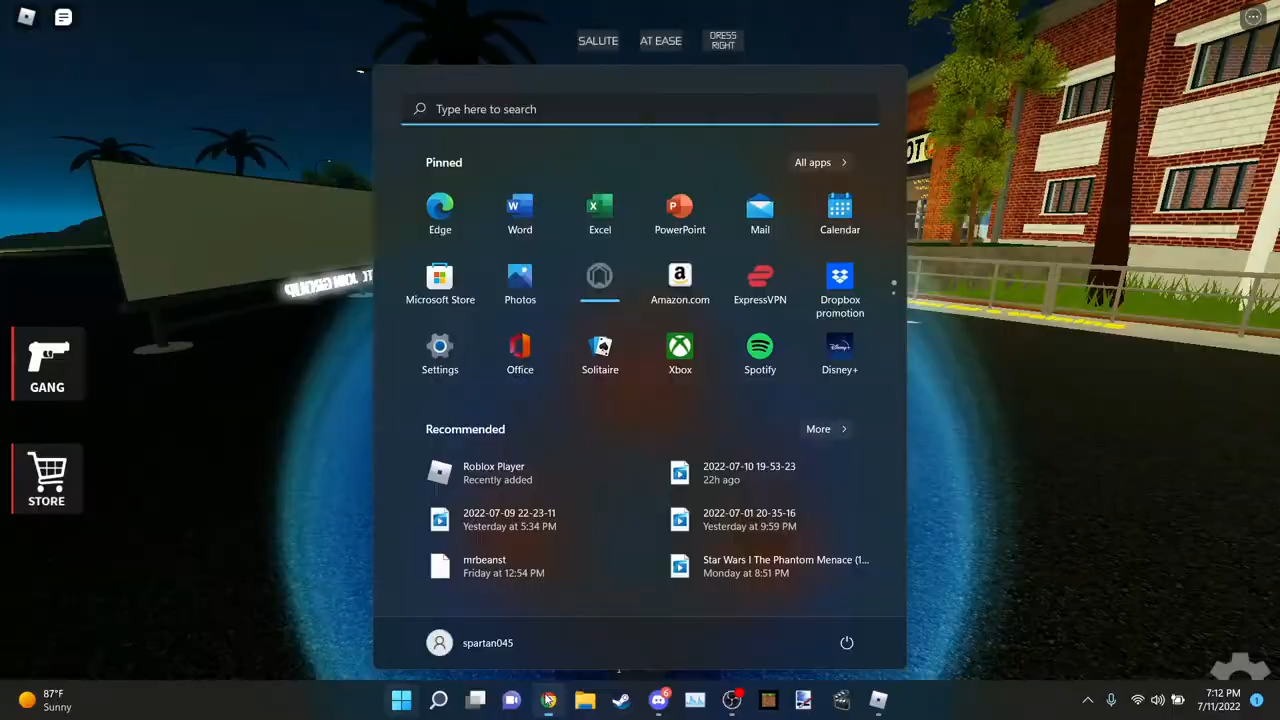 SALUTE
AT EASE
DRESS
RIGHT
Type here to search
Pinned
All apps
Edge
Word
Excel
PowerPoint
Mail
Calendar
Microsoft Store
Photos
Amazon.com
ExpressVPN
Dropbox
promotion
Settings
Office
Solitaire
Xbox
Spotify
Disney+
GANG
STORE
Recommended
More
Roblox Player
Recently added
2022-07-10 19-53-23
22h ago
2022-07-09 22-23-11
Yesterday at 5:34 PM
2022-07-01 20-35-16
Yesterday at 9:59 PM
mrbeanst
Friday at 12:54 PM
Star Wars I The Phantom Menace (1...
Monday at 8:51 PM
spartan045
87°F
Sunny
6
7:12 PM
7/11/2022
1